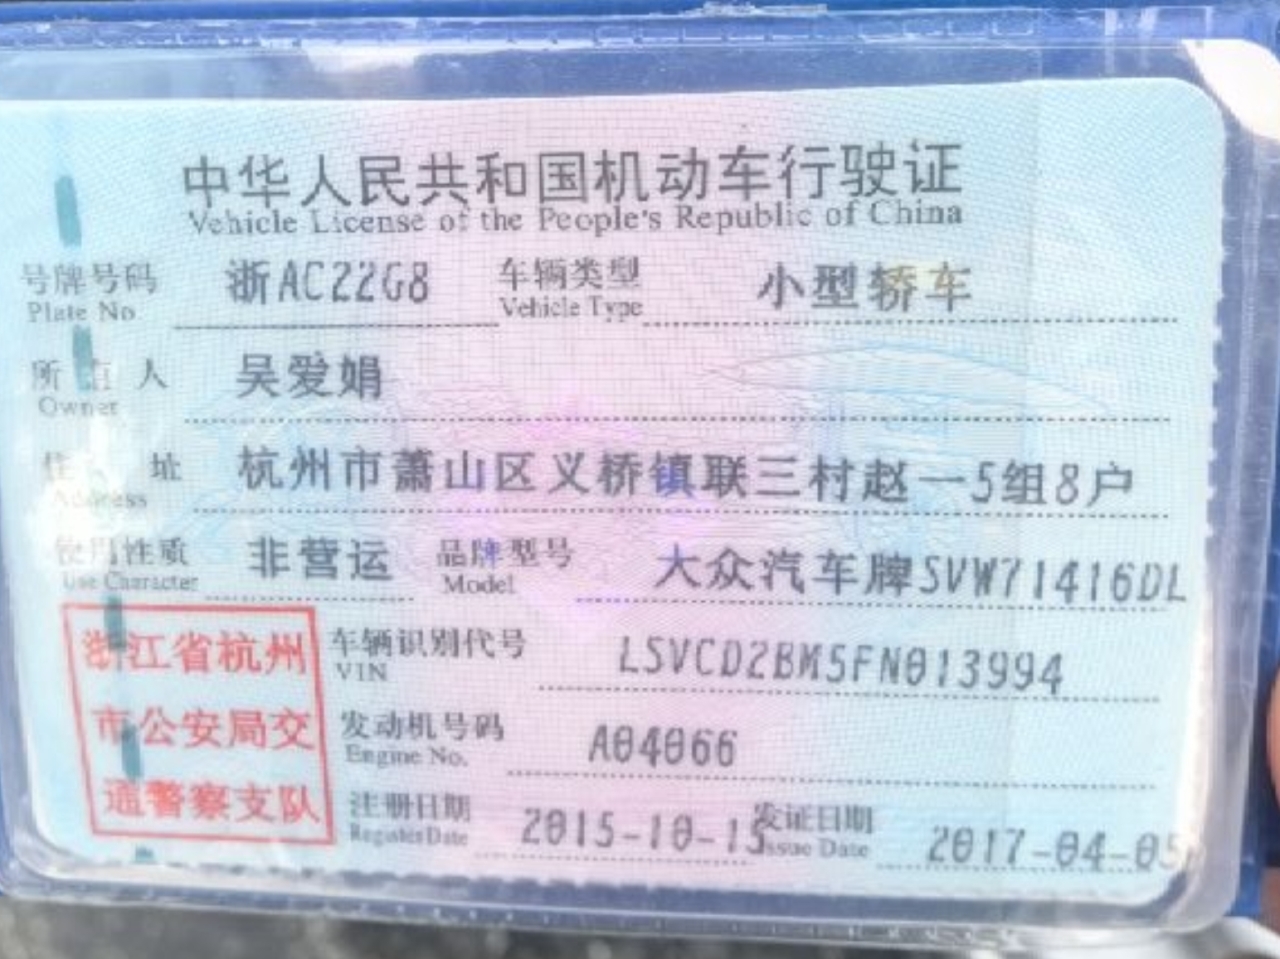 中华人民共和国机动车行驶证
Vehicle License of the People's Republic of China
号牌号码 浙AC22G8 车辆类型 小型轿车
Plate No. Vehicle Type
所有人 吴爱娟
Owner
住址 杭州市萧山区义桥镇联三村赵一5组8户
Address
使用性质 非营运 品牌型号 大众汽车牌SVW71416DL
Use Character Model
浙江省杭州 车辆识别代号 LSVCD2BM5FN013994
VIN
市公安局交 发动机号码 A04066
Engine No.
通警察支队 注册日期 2015-10-15 发证日期 2017-04-05
Register Date Issue Date